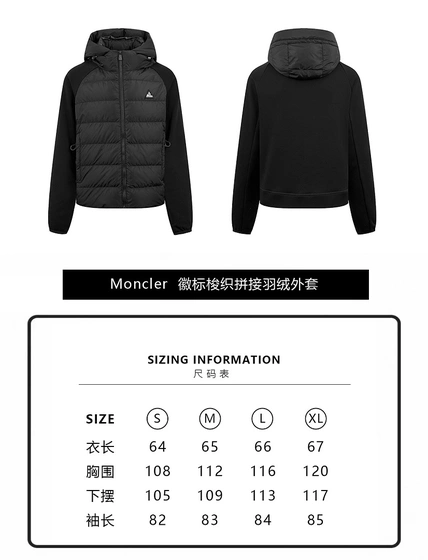 Moncler 徽标梭织拼接羽绒外套
SIZING INFORMATION
尺码表
SIZE S M L XL
衣长 64 65 66 67
胸围 108 112 116 120
下摆 105 109 113 117
袖长 82 83 84 85